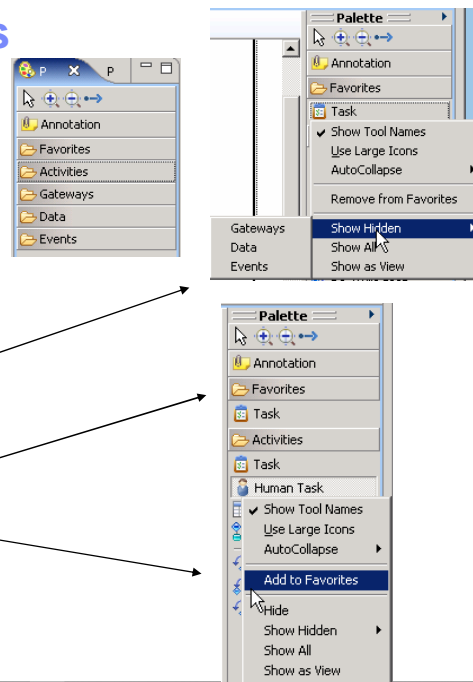 s
P X P
Annotation
Favorites
Activities
Gateways
Data
Events
Palette
Annotation
Favorites
Task
Show Tool Names
Use Large Icons
AutoCollapse
Remove from Favorites
Show Hidden
Show All
Show as View
Gateways
Data
Events
Palette
Annotation
Favorites
Task
Activities
Task
Human Task
Show Tool Names
Use Large Icons
AutoCollapse
Add to Favorites
Hide
Show Hidden
Show All
Show as View